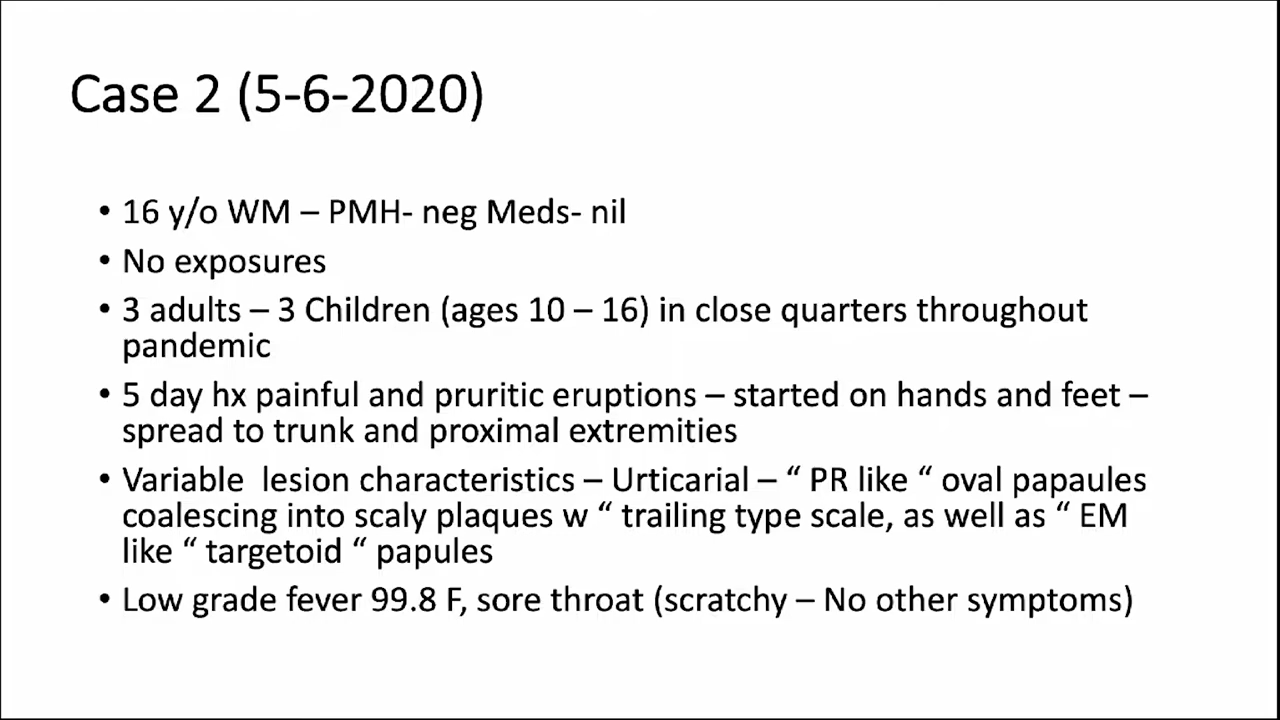 Case 2 (5-6-2020)
• 16 y/o WM – PMH- neg Meds- nil
• No exposures
• 3 adults – 3 Children (ages 10 – 16) in close quarters throughout
pandemic
• 5 day hx painful and pruritic eruptions – started on hands and feet –
spread to trunk and proximal extremities
• Variable  lesion characteristics – Urticarial – “ PR like “ oval papaules
coalescing into scaly plaques w “ trailing type scale, as well as “ EM
like “ targetoid “ papules
• Low grade fever 99.8 F, sore throat (scratchy – No other symptoms)